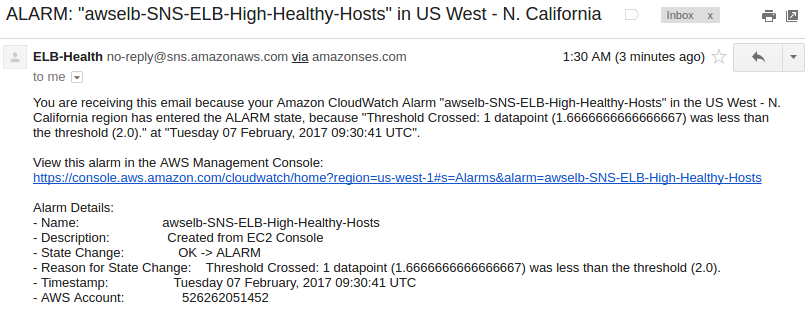 ALARM: "awselb-SNS-ELB-High-Healthy-Hosts" in US West - N. California Inbox x
ELB-Health no-reply@sns.amazonaws.com via amazonses.com 1:30 AM (3 minutes ago)
to me
You are receiving this email because your Amazon CloudWatch Alarm "awselb-SNS-ELB-High-Healthy-Hosts" in the US West - N.
California region has entered the ALARM state, because "Threshold Crossed: 1 datapoint (1.6666666666666667) was less than
the threshold (2.0)." at "Tuesday 07 February, 2017 09:30:41 UTC".
View this alarm in the AWS Management Console:
https://console.aws.amazon.com/cloudwatch/home?region=us-west-1#s=Alarms&alarm=awselb-SNS-ELB-High-Healthy-Hosts
Alarm Details:
- Name: awselb-SNS-ELB-High-Healthy-Hosts
- Description: Created from EC2 Console
- State Change: OK -> ALARM
- Reason for State Change: Threshold Crossed: 1 datapoint (1.6666666666666667) was less than the threshold (2.0).
- Timestamp: Tuesday 07 February, 2017 09:30:41 UTC
- AWS Account: 526262051452